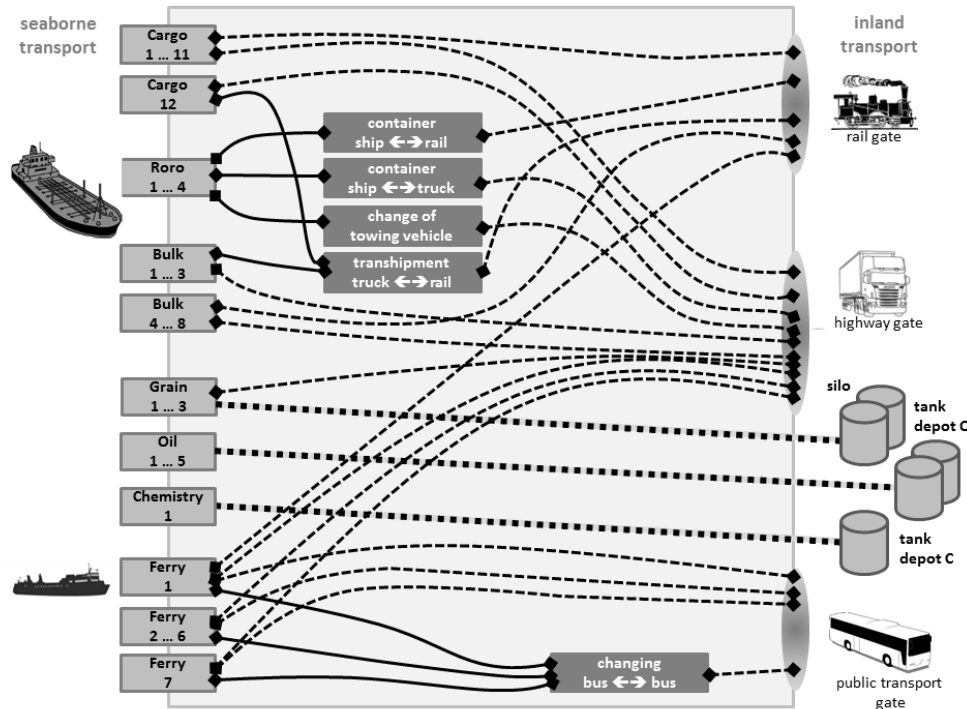 seaborne
transport
Cargo
1 ... 11
Cargo
12
Roro
1 ... 4
Bulk
1 ... 3
Bulk
4 ... 8
Grain
1 ... 3
Oil
1 ... 5
Chemistry
1
Ferry
1
Ferry
2 ... 6
Ferry
7
container
ship ←→ rail
container
ship ←→ truck
change of
towing vehicle
transhipment
truck ←→ rail
changing
bus ←→ bus
inland
transport
rail gate
highway gate
silo
tank
depot C
tank
depot C
public transport
gate